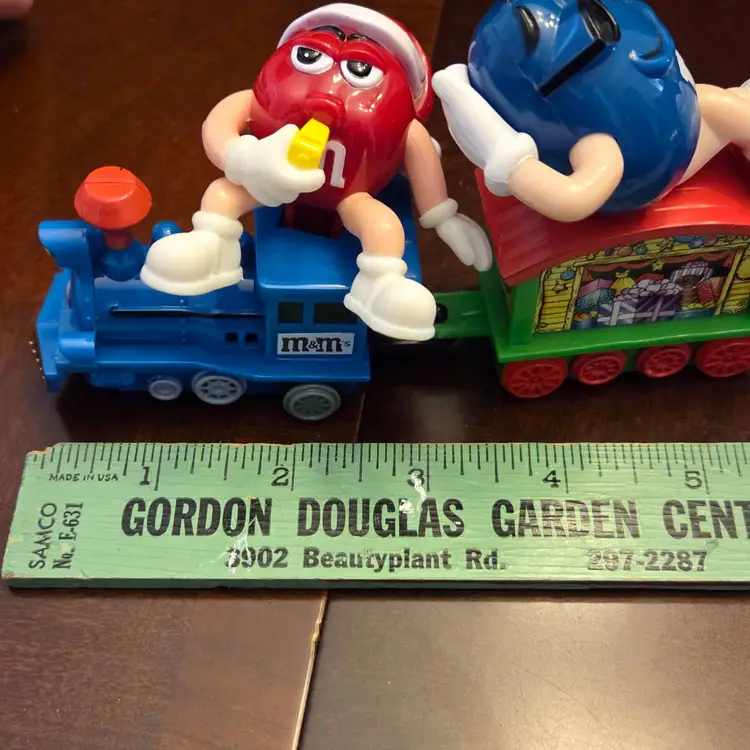 m
m&m's
MADE IN USA 1 2 3 4 5
SAMCO
No. E-631
GORDON DOUGLAS GARDEN CENT
3902 Beautyplant Rd. 297-2287